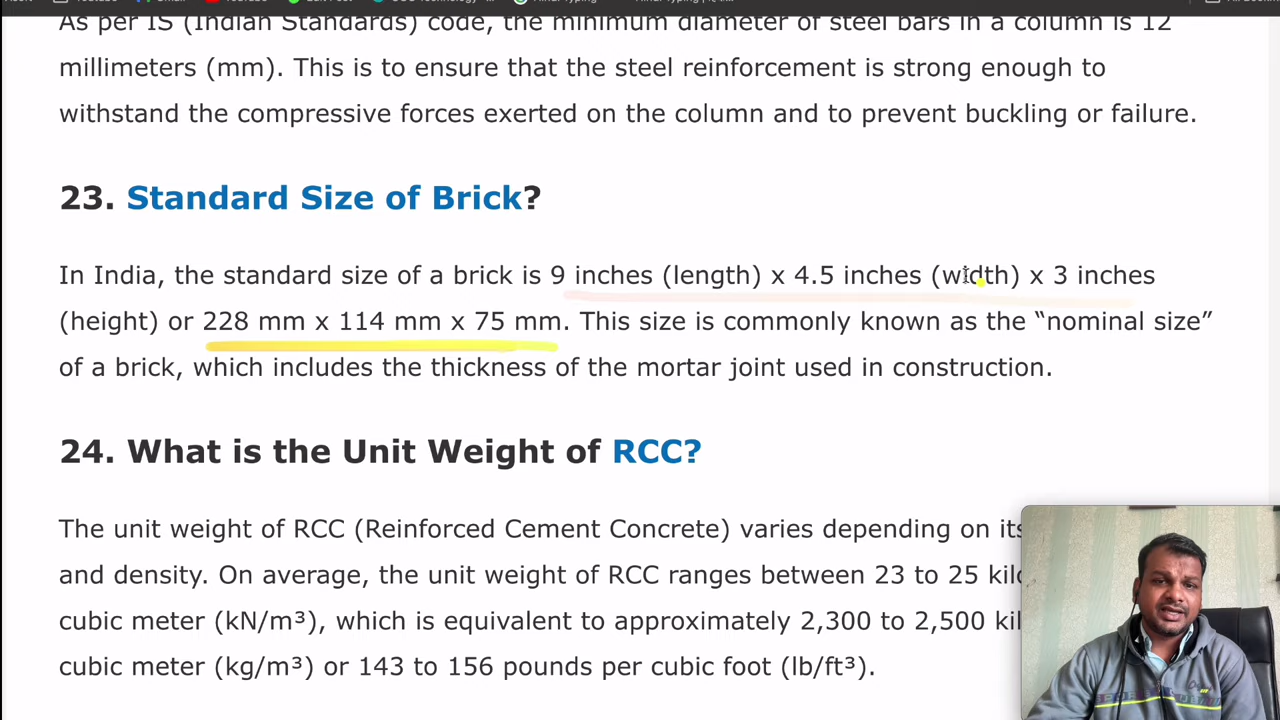 As per IS (Indian Standards) code, the minimum diameter of steel bars in a column is 12
millimeters (mm). This is to ensure that the steel reinforcement is strong enough to
withstand the compressive forces exerted on the column and to prevent buckling or failure.
23. Standard Size of Brick?
In India, the standard size of a brick is 9 inches (length) x 4.5 inches (width) x 3 inches
(height) or 228 mm x 114 mm x 75 mm. This size is commonly known as the “nominal size”
of a brick, which includes the thickness of the mortar joint used in construction.
24. What is the Unit Weight of RCC?
The unit weight of RCC (Reinforced Cement Concrete) varies depending on its
and density. On average, the unit weight of RCC ranges between 23 to 25
cubic meter (kN/m³), which is equivalent to approximately 2,300 to 2,500
cubic meter (kg/m³) or 143 to 156 pounds per cubic foot (lb/ft³).